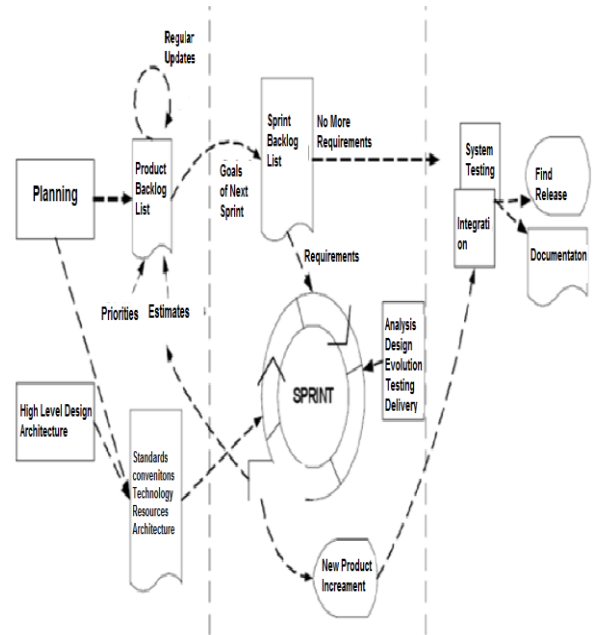 Regular
Updates
Planning
Product
Backlog
List
Priorities
Estimates
High Level Design
Architecture
Standards
convenitons
Technology
Resources
Architecture
Sprint
Backlog
List
Goals
of Next
Sprint
No More
Requirements
Requirements
SPRINT
Analysis
Design
Evolution
Testing
Delivery
New Product
Increament
System
Testing
Integrati
on
Find
Release
Documentaton